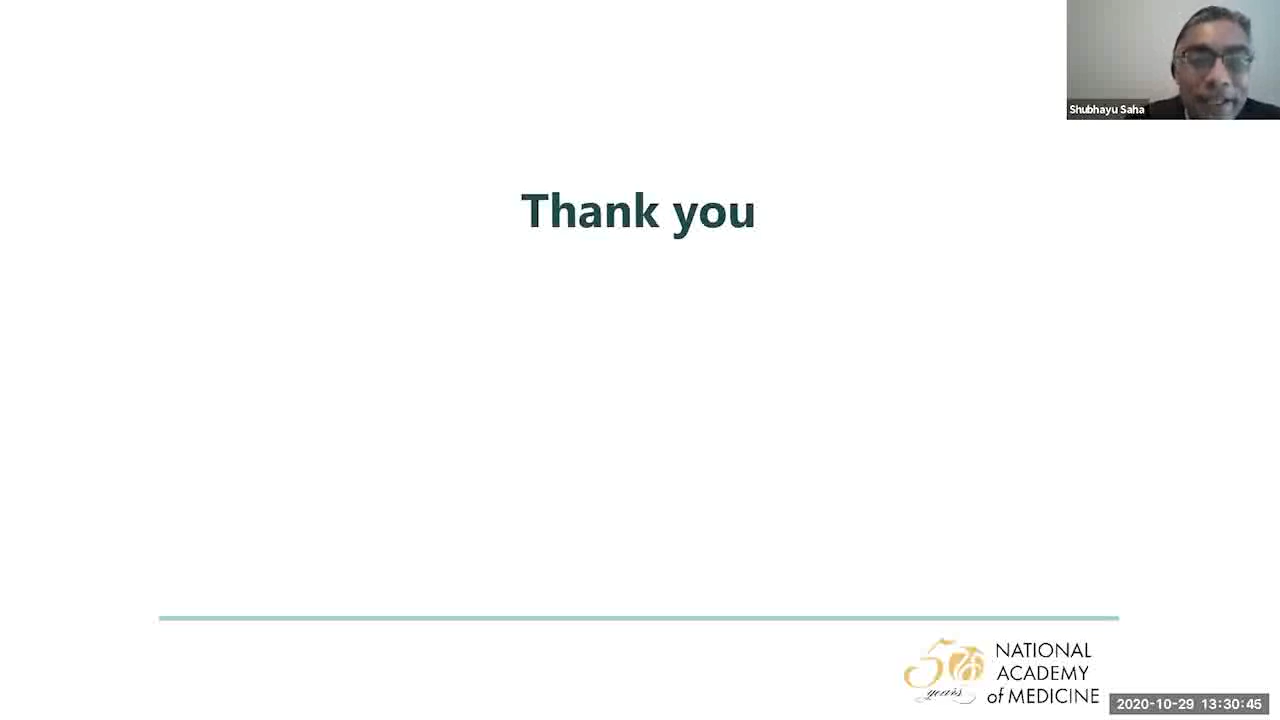 Shubhayu Saha
Thank you
50
years
NATIONAL
ACADEMY
of MEDICINE
2020-10-29 13:30:45